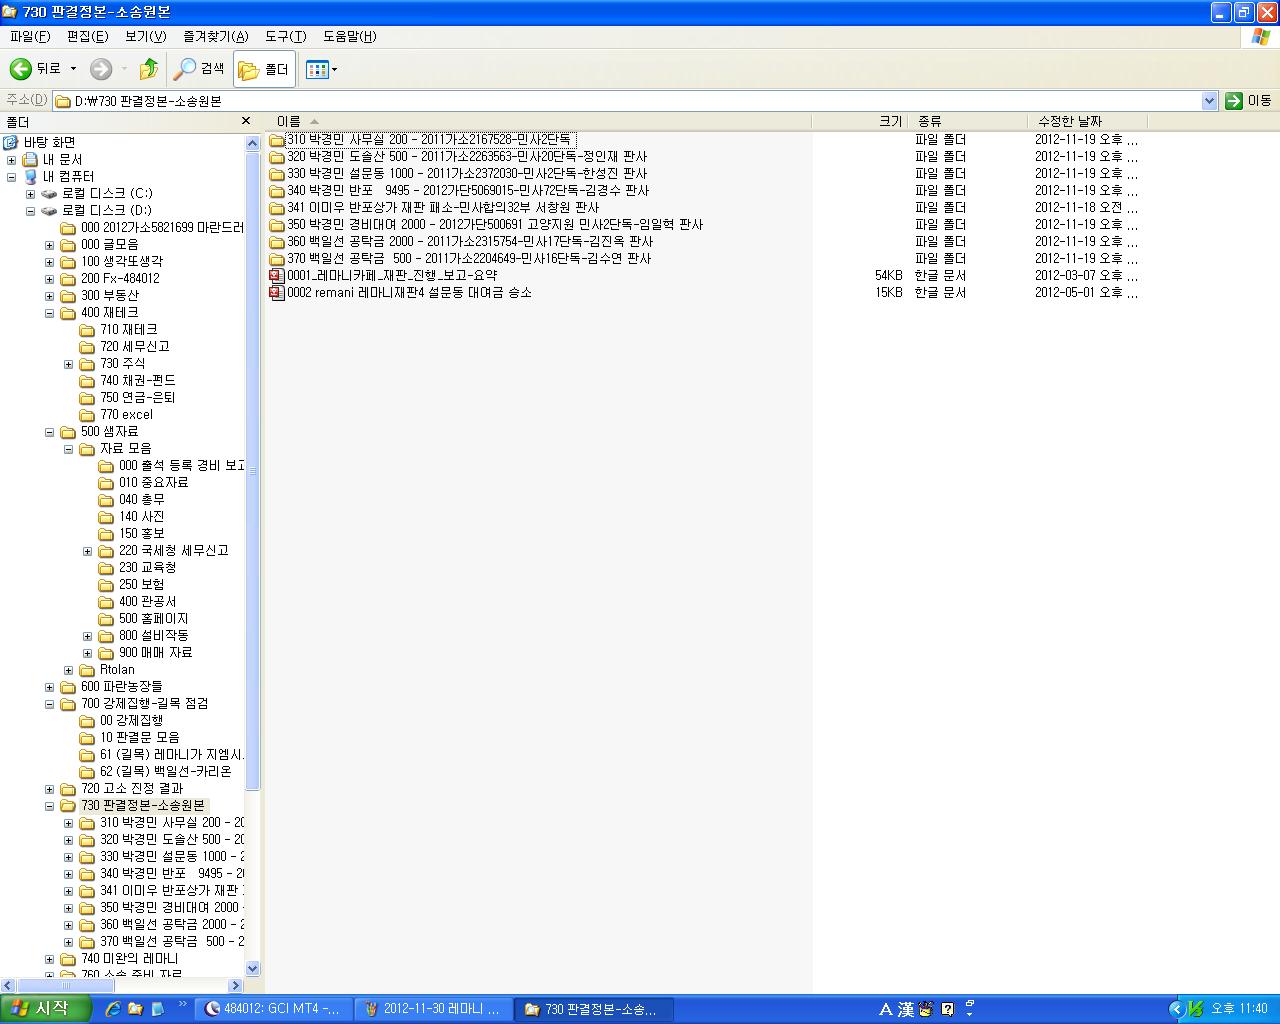 730 판결정본-소송원본
파일(F) 편집(E) 보기(V) 즐겨찾기(A) 도구(T) 도움말(H)
뒤로 검색 폴더
주소(D) D:\730 판결정본-소송원본 이동
폴더
바탕 화면
내 문서
내 컴퓨터
로컬 디스크 (C:)
로컬 디스크 (D:)
000 2012가소5821699 마란드러
000 글모음
100 생각또생각
200 Fx-484012
300 부동산
400 재테크
710 재테크
720 세무신고
730 주식
740 채권-펀드
750 연금-은퇴
770 excel
500 샘자료
자료 모음
000 출석 등록 경비 보고
010 중요자료
040 총무
140 사진
150 홍보
220 국세청 세무신고
230 교육청
250 보험
400 관공서
500 홈페이지
800 설비작동
900 매매 자료
Rtolan
600 파란농장들
700 강제집행-길목 점검
00 강제집행
10 판결문 모음
61 (길목) 레마니가 지엠시.
62 (길목) 백일선-카리온
720 고소 진정 결과
730 판결정본-소송원본
310 박경민 사무실 200 - 20
320 박경민 도솔산 500 - 20
330 박경민 설문동 1000 - 2
340 박경민 반포 9495 - 20
341 이미우 반포상가 재판
350 박경민 경비대여 2000 -
360 백일선 공탁금 2000 - 2
370 백일선 공탁금 500 - 2
740 미완의 레마니
760 소송 준비 자료
이름 크기 종류 수정한 날짜
310 박경민 사무실 200 - 2011가소2167528-민사2단독 파일 폴더 2012-11-19 오후 ...
320 박경민 도솔산 500 - 2011가소2263563-민사20단독-정인재 판사 파일 폴더 2012-11-19 오후 ...
330 박경민 설문동 1000 - 2011가소2372030-민사2단독-한성진 판사 파일 폴더 2012-11-19 오후 ...
340 박경민 반포 9495 - 2012가단5069015-민사72단독-김경수 판사 파일 폴더 2012-11-19 오후 ...
341 이미우 반포상가 재판 패소-민사합의32부 서창원 판사 파일 폴더 2012-11-18 오전 ...
350 박경민 경비대여 2000 - 2012가단500691 고양지원 민사2단독-임일혁 판사 파일 폴더 2012-11-19 오후 ...
360 백일선 공탁금 2000 - 2011가소2315754-민사17단독-김진옥 판사 파일 폴더 2012-11-19 오후 ...
370 백일선 공탁금 500 - 2011가소2204649-민사16단독-김수연 판사 파일 폴더 2012-11-19 오후 ...
0001_레마니카페_재판_진행_보고-요약 54KB 한글 문서 2012-03-07 오후 ...
0002 remani 레마니재판4 설문동 대여금 승소 15KB 한글 문서 2012-05-01 오후 ...
시작 484012: GCI MT4 -... 2012-11-30 레마니 ... 730 판결정본-소송... A 漢 오후 11:40